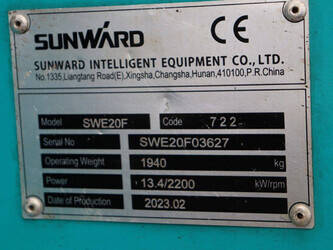 SUNWARD CE
SUNWARD INTELLIGENT EQUIPMENT CO., LTD.
No.1335, Liangtang Road(E), Xingsha, Changsha, Hunan, 410100, P.R.China
Model SWE20F Code 722
Serial No SWE20F03627
Operating Weight 1940 kg
Power 13.4/2200 kW/rpm
Date of Production 2023.02